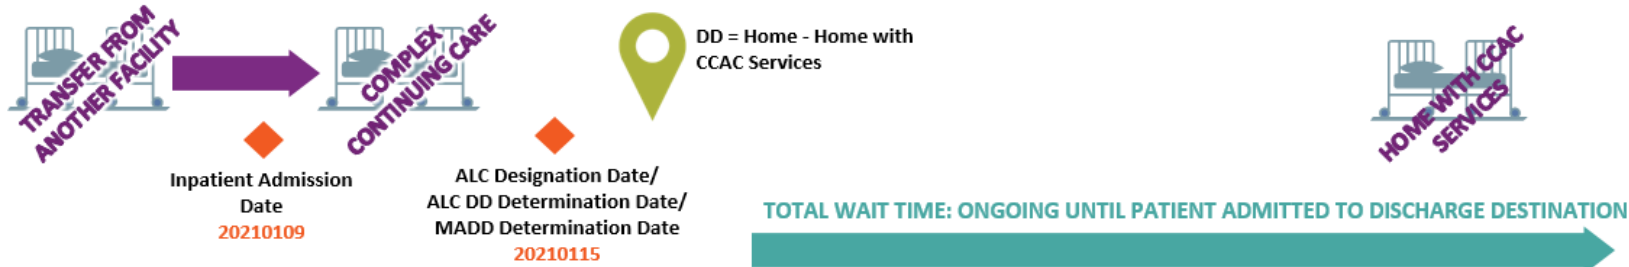 TRANSFER FROM
ANOTHER FACILITY
COMPLEX
CONTINUING CARE
DD = Home - Home with
CCAC Services
HOME WITH CCAC
SERVICES
Inpatient Admission
Date
20210109
ALC Designation Date/
ALC DD Determination Date/
MADD Determination Date
20210115
TOTAL WAIT TIME: ONGOING UNTIL PATIENT ADMITTED TO DISCHARGE DESTINATION